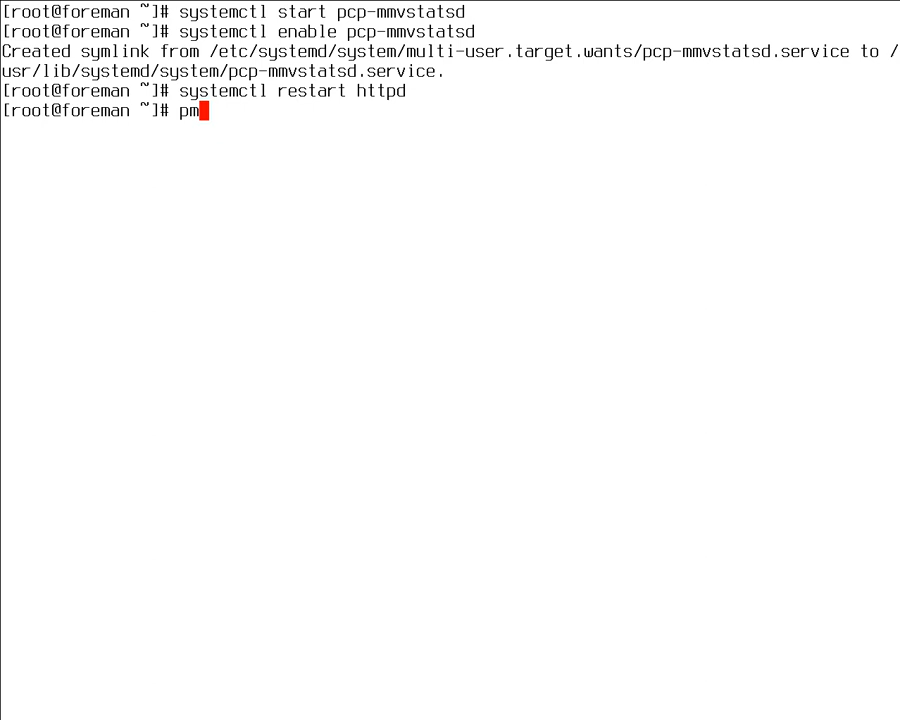 [root@foreman ~]# systemctl start pcp-mmvstatsd
[root@foreman ~]# systemctl enable pcp-mmvstatsd
Created symlink from /etc/systemd/system/multi-user.target.wants/pcp-mmvstatsd.service to /
usr/lib/systemd/system/pcp-mmvstatsd.service.
[root@foreman ~]# systemctl restart httpd
[root@foreman ~]# pm